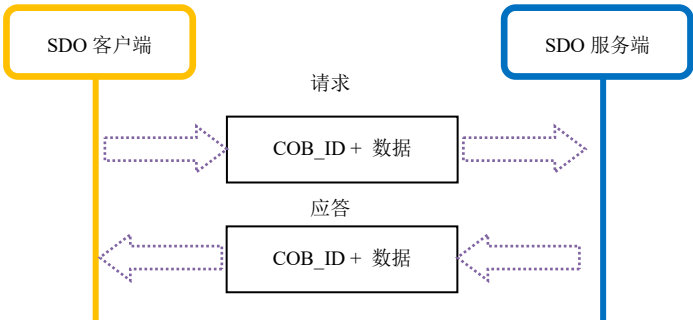 SDO 客户端
SDO 服务端
请求
COB_ID + 数据
应答
COB_ID + 数据